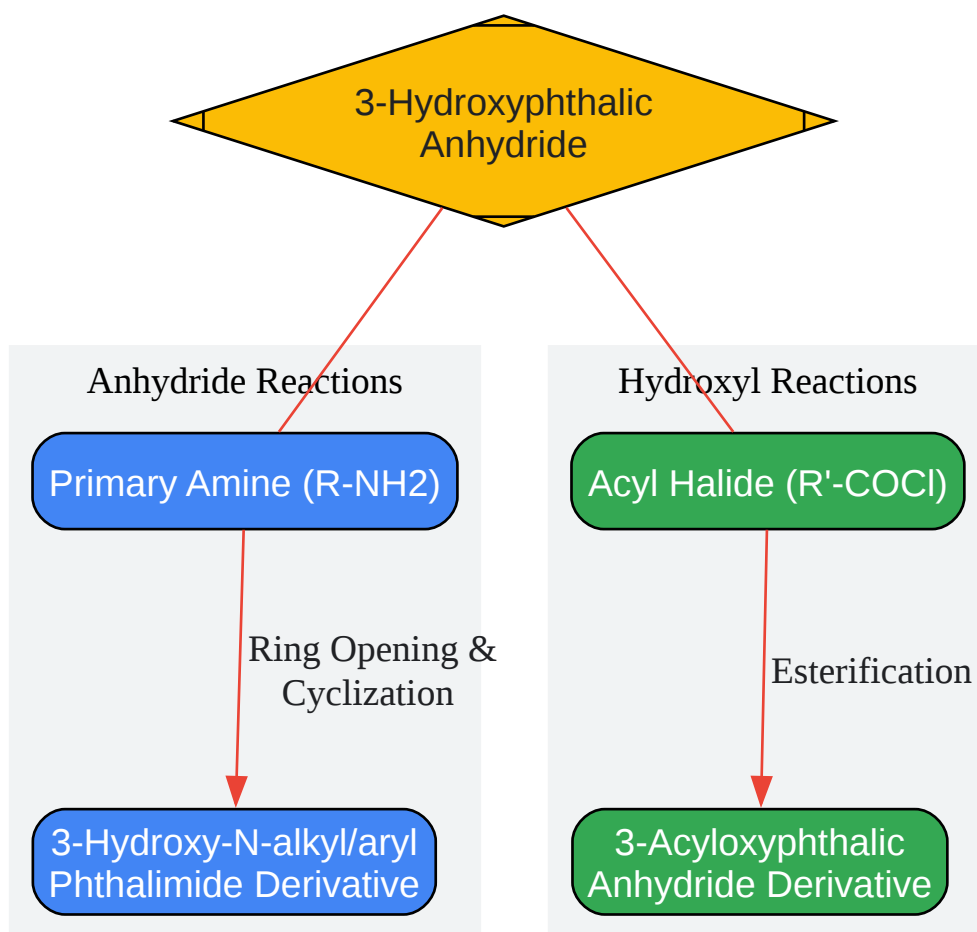 3-Hydroxyphthalic
Anhydride
Anhydride Reactions
Hydroxyl Reactions
Primary Amine (R-NH2)
Acyl Halide (R'-COCl)
Ring Opening &
Cyclization
Esterification
3-Hydroxy-N-alkyl/aryl
Phthalimide Derivative
3-Acyloxyphthalic
Anhydride Derivative